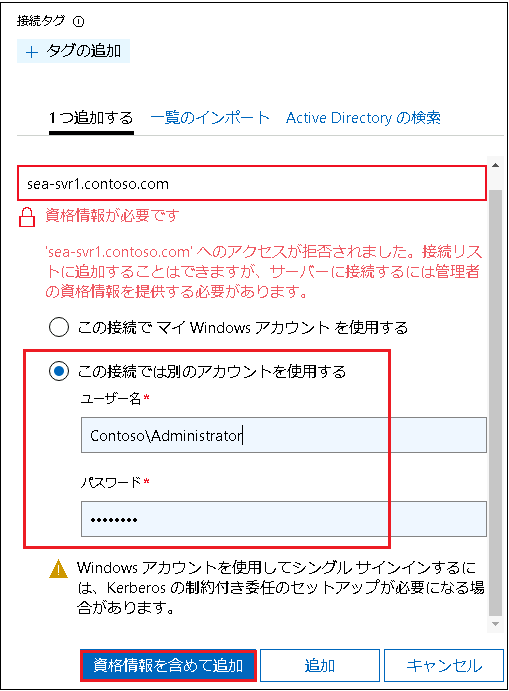 接続タグ
+ タグの追加
1 つ追加する 一覧のインポート Active Directory の検索
sea-svr1.contoso.com
資格情報が必要です
'sea-svr1.contoso.com' へのアクセスが拒否されました。接続リス
トに追加することはできますが、サーバーに接続するには管理者
の資格情報を提供する必要があります。
この接続で マイ Windows アカウント を使用する
この接続では別のアカウントを使用する
ユーザー名*
Contoso\Administrator
パスワード*
••••••••
Windows アカウントを使用してシングル サインインするに
は、Kerberos の制約付き委任のセットアップが必要になる場
合があります。
資格情報を含めて追加 追加 キャンセル